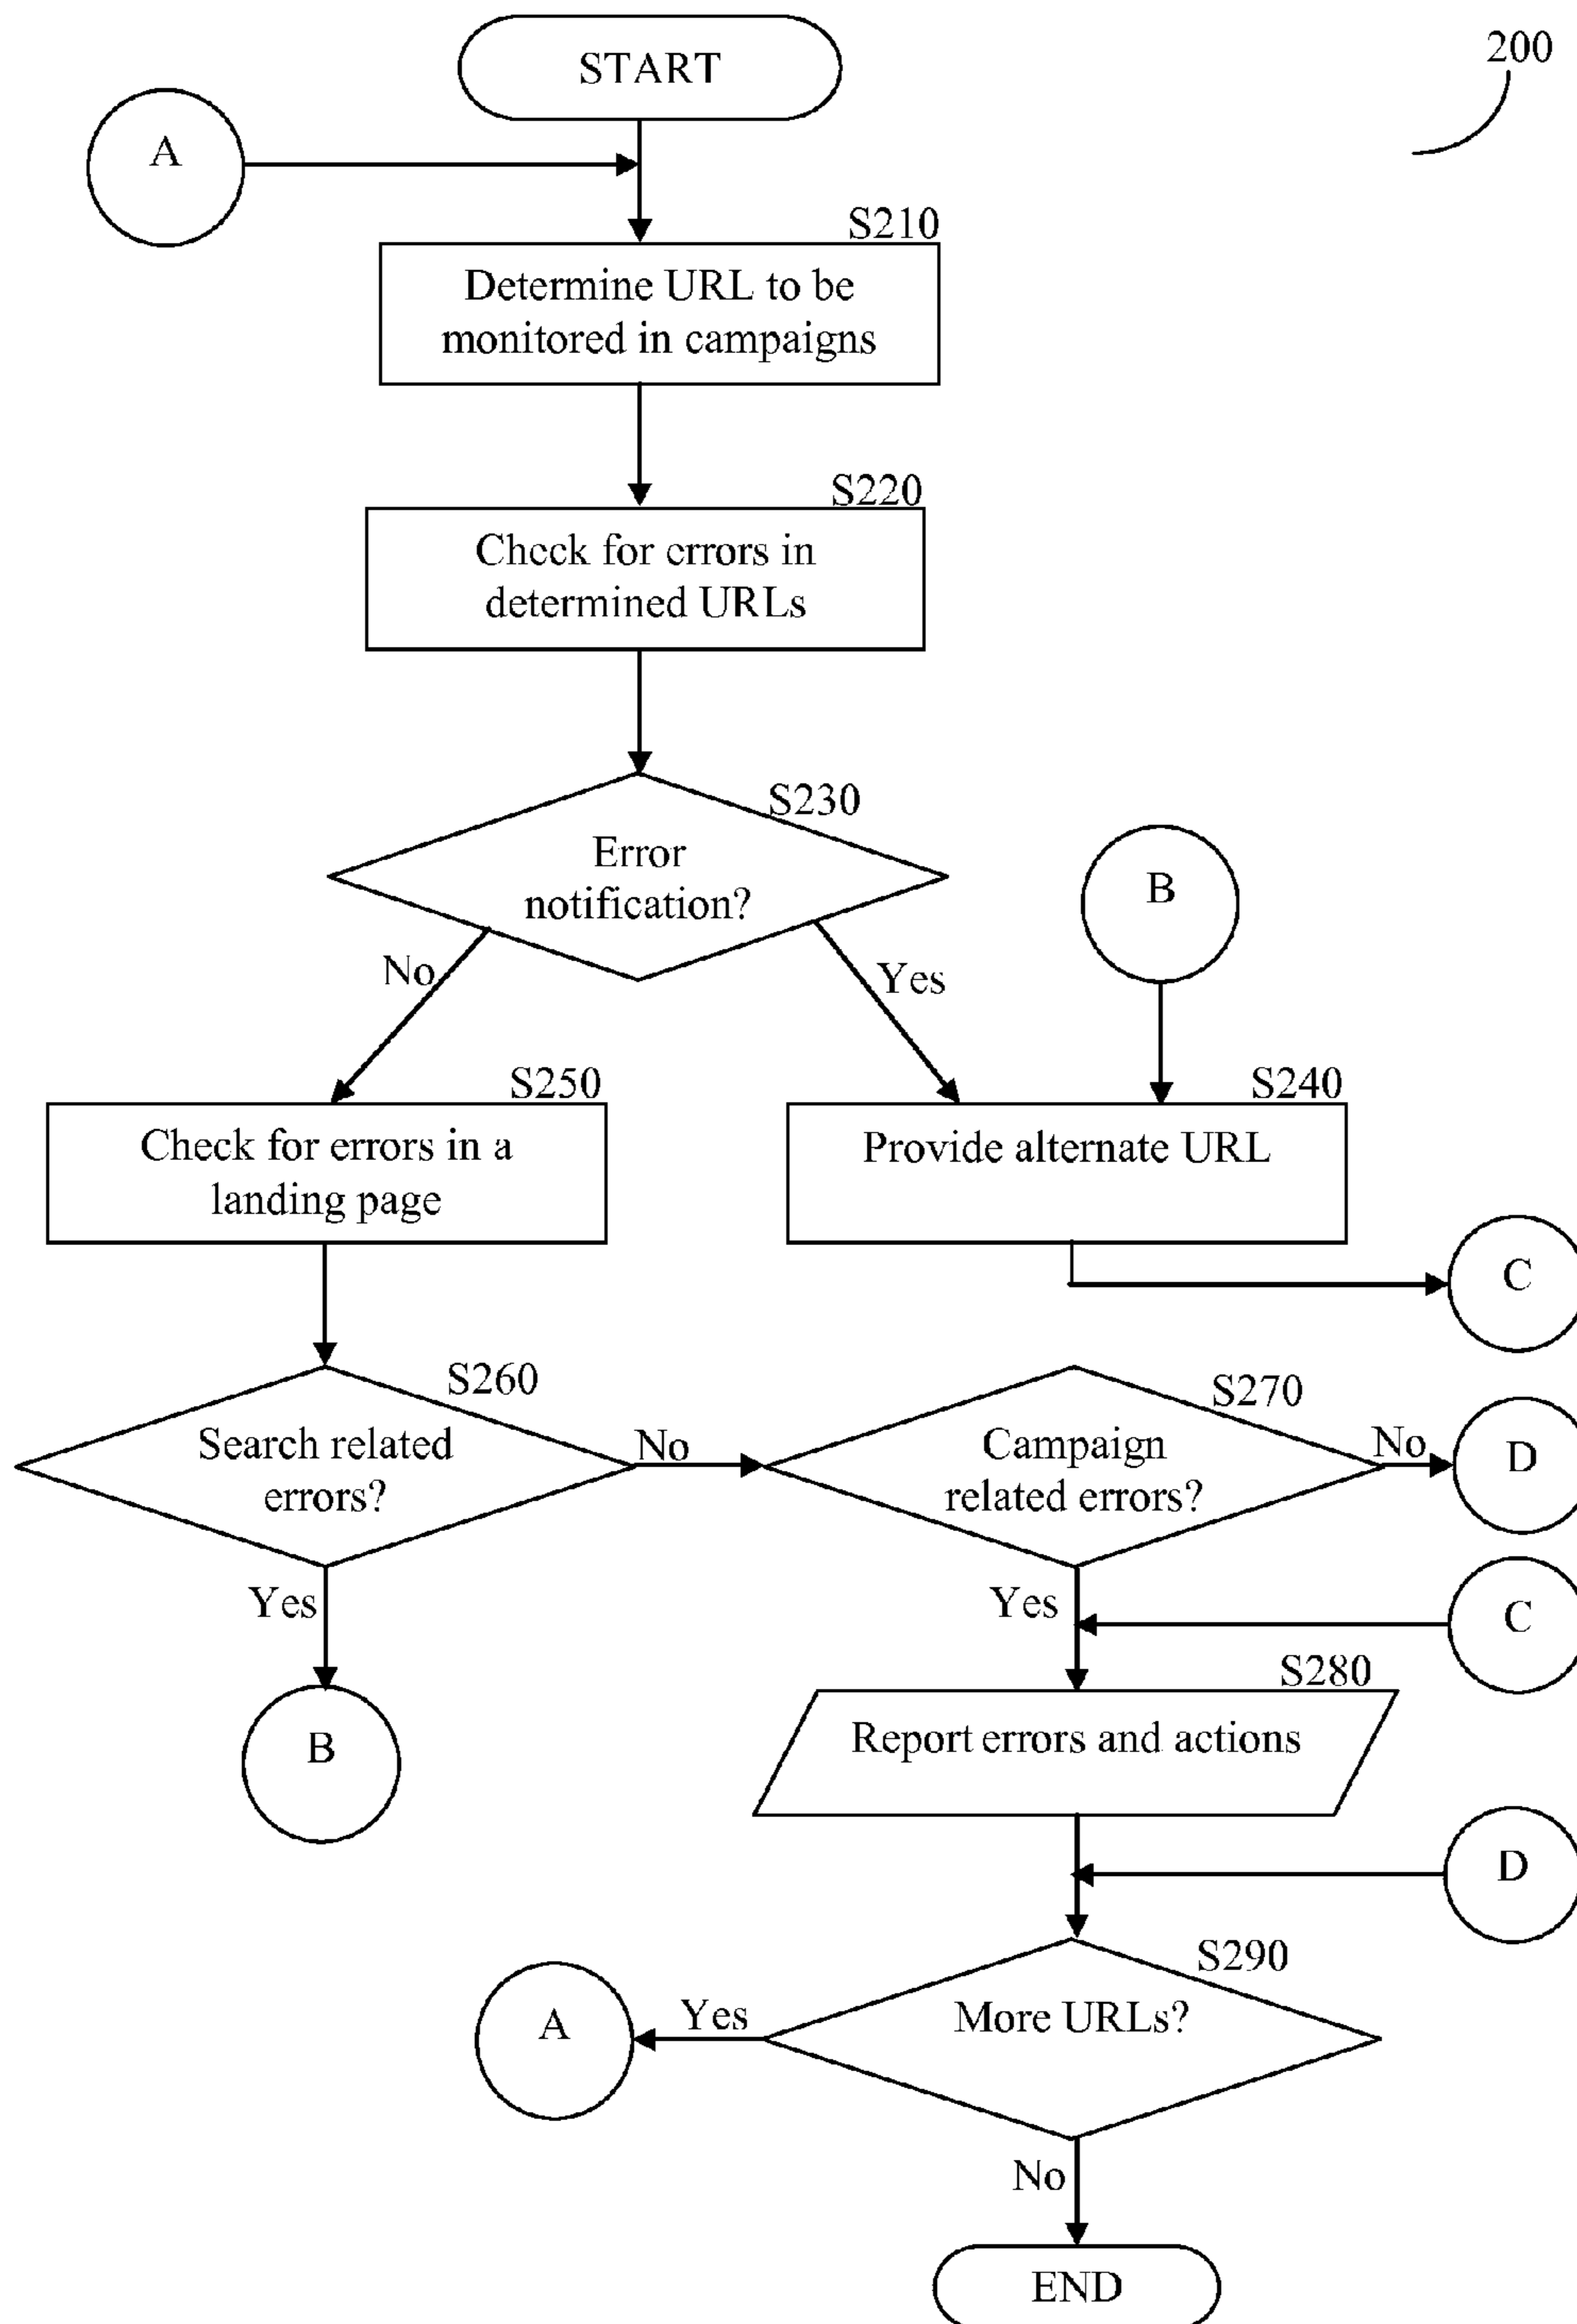 START
200
A
S210
Determine URL to be
monitored in campaigns
S220
Check for errors in
determined URLs
S230
Error
notification?
B
No
Yes
S250
Check for errors in a
landing page
S240
Provide alternate URL
C
S260
Search related
errors?
No
S270
Campaign
related errors?
No
D
Yes
B
Yes
C
S280
Report errors and actions
D
S290
More URLs?
Yes
A
No
END